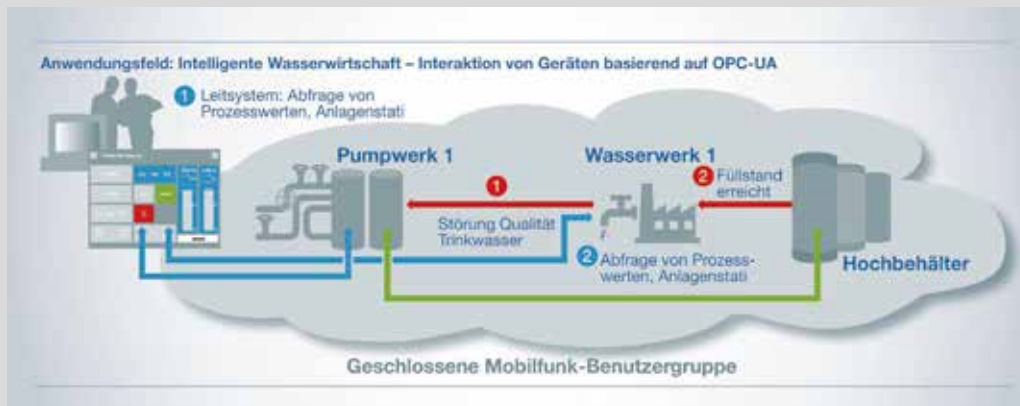 Anwendungsfeld: Intelligente Wasserwirtschaft – Interaktion von Geräten basierend auf OPC-UA
1 Leitsystem: Abfrage von
Prozesswerten, Anlagenstati
Pumpwerk 1
Wasserwerk 1
1
2 Füllstand
erreicht
Störung Qualität
Trinkwasser
2 Abfrage von Prozess-
werten, Anlagenstati
Hochbehälter
Geschlossene Mobilfunk-Benutzergruppe